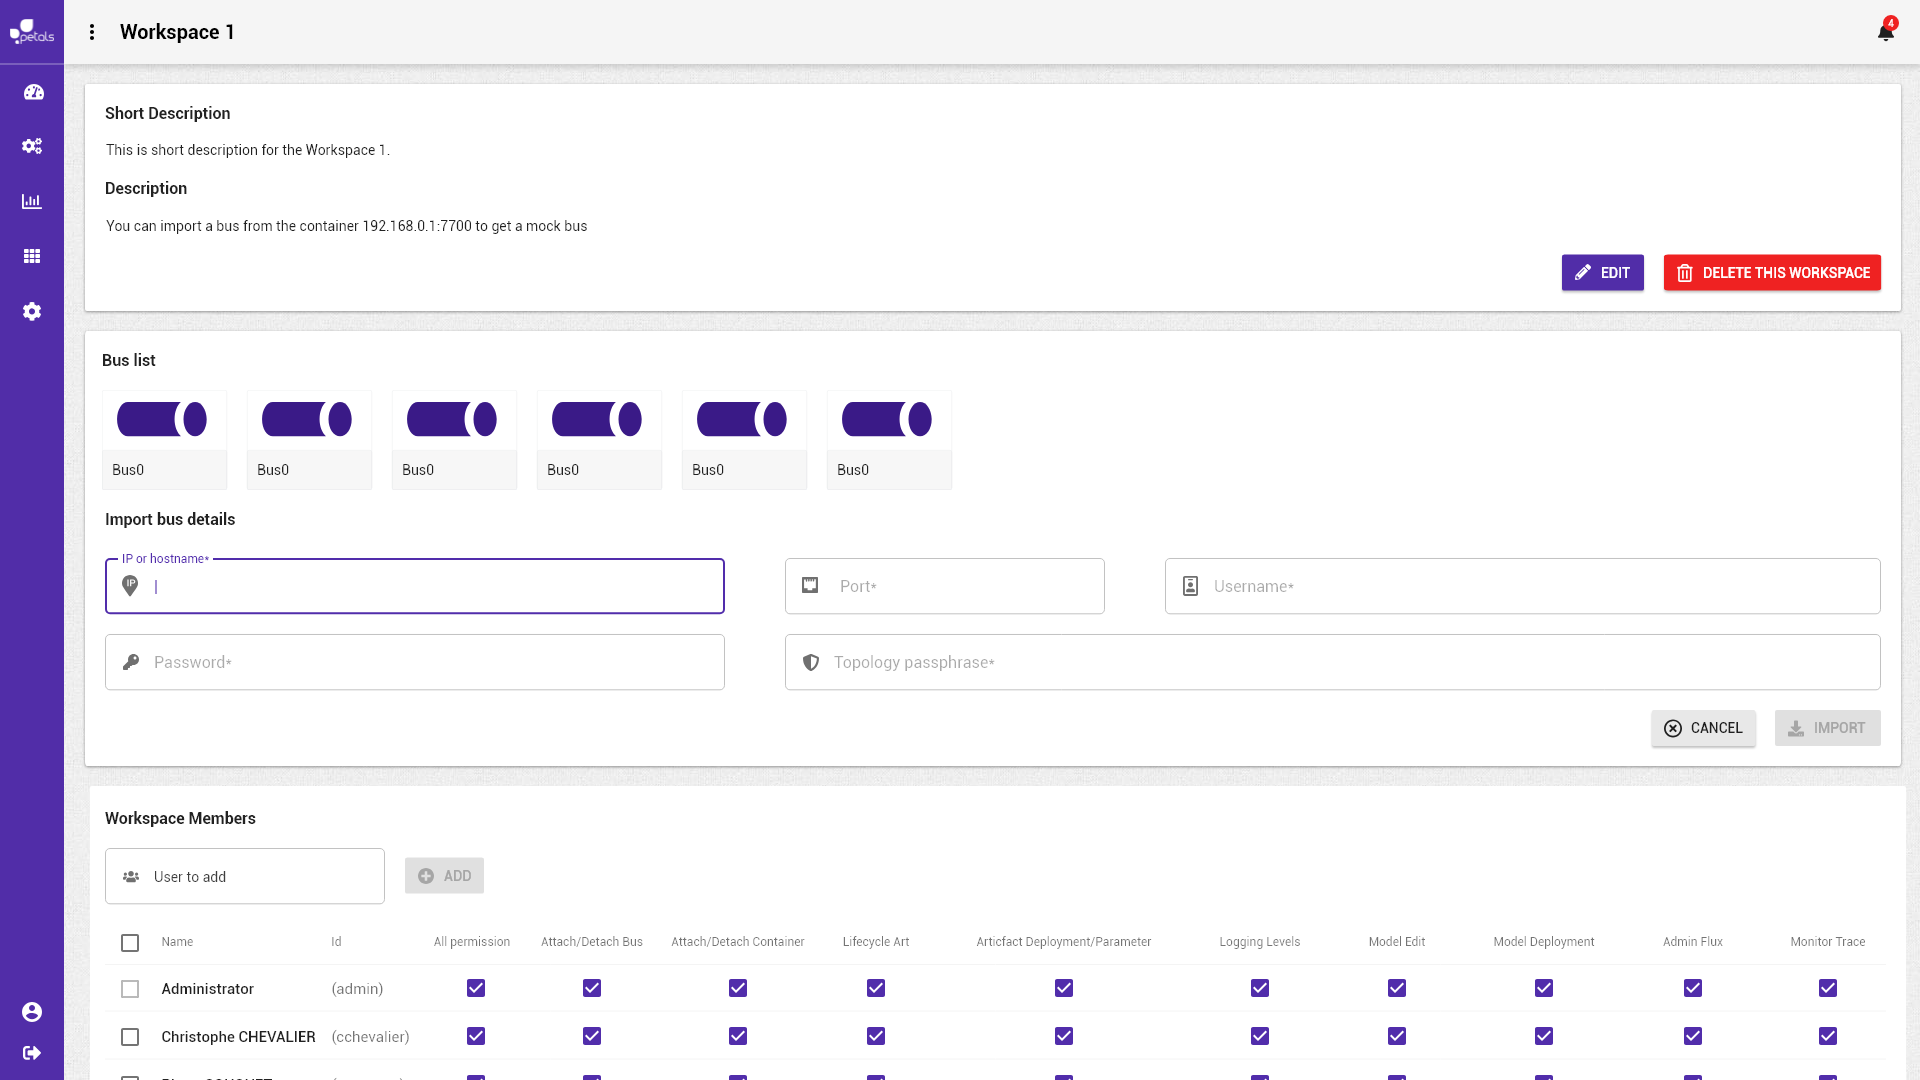 petals
Workspace 1
4
Short Description
This is short description for the Workspace 1.
Description
You can import a bus from the container 192.168.0.1:7700 to get a mock bus
EDIT
DELETE THIS WORKSPACE
Bus list
Bus0 Bus0 Bus0 Bus0 Bus0 Bus0
Import bus details
IP or hostname*
IP
Port*
Username*
Password*
Topology passphrase*
CANCEL
IMPORT
Workspace Members
User to add
ADD
Name Id All permission Attach/Detach Bus Attach/Detach Container Lifecycle Art Articfact Deployment/Parameter Logging Levels Model Edit Model Deployment Admin Flux Monitor Trace
Administrator (admin)
Christophe CHEVALIER (cchevalier)